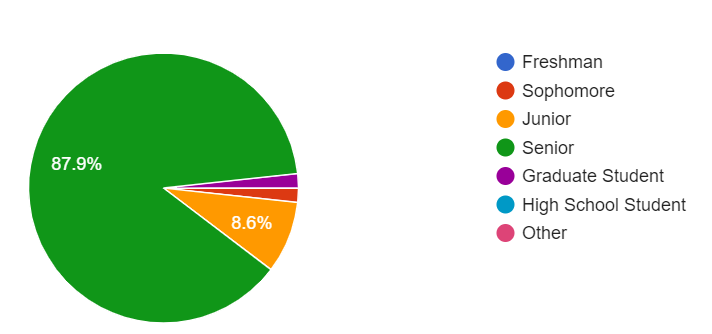 Freshman
Sophomore
Junior
Senior
Graduate Student
High School Student
Other
87.9%
8.6%